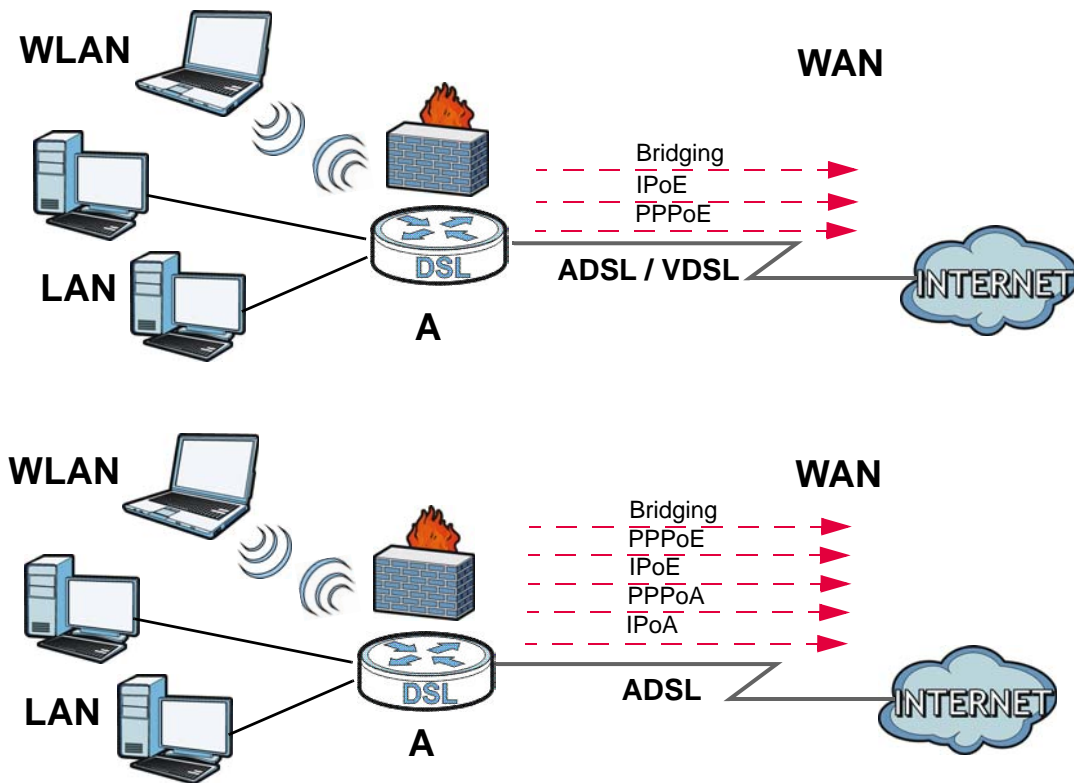 WLAN
WAN
Bridging
IPoE
PPPoE
DSL
ADSL / VDSL
INTERNET
LAN
A
WLAN
WAN
Bridging
PPPoE
IPoE
PPPoA
IPoA
DSL
ADSL
INTERNET
LAN
A